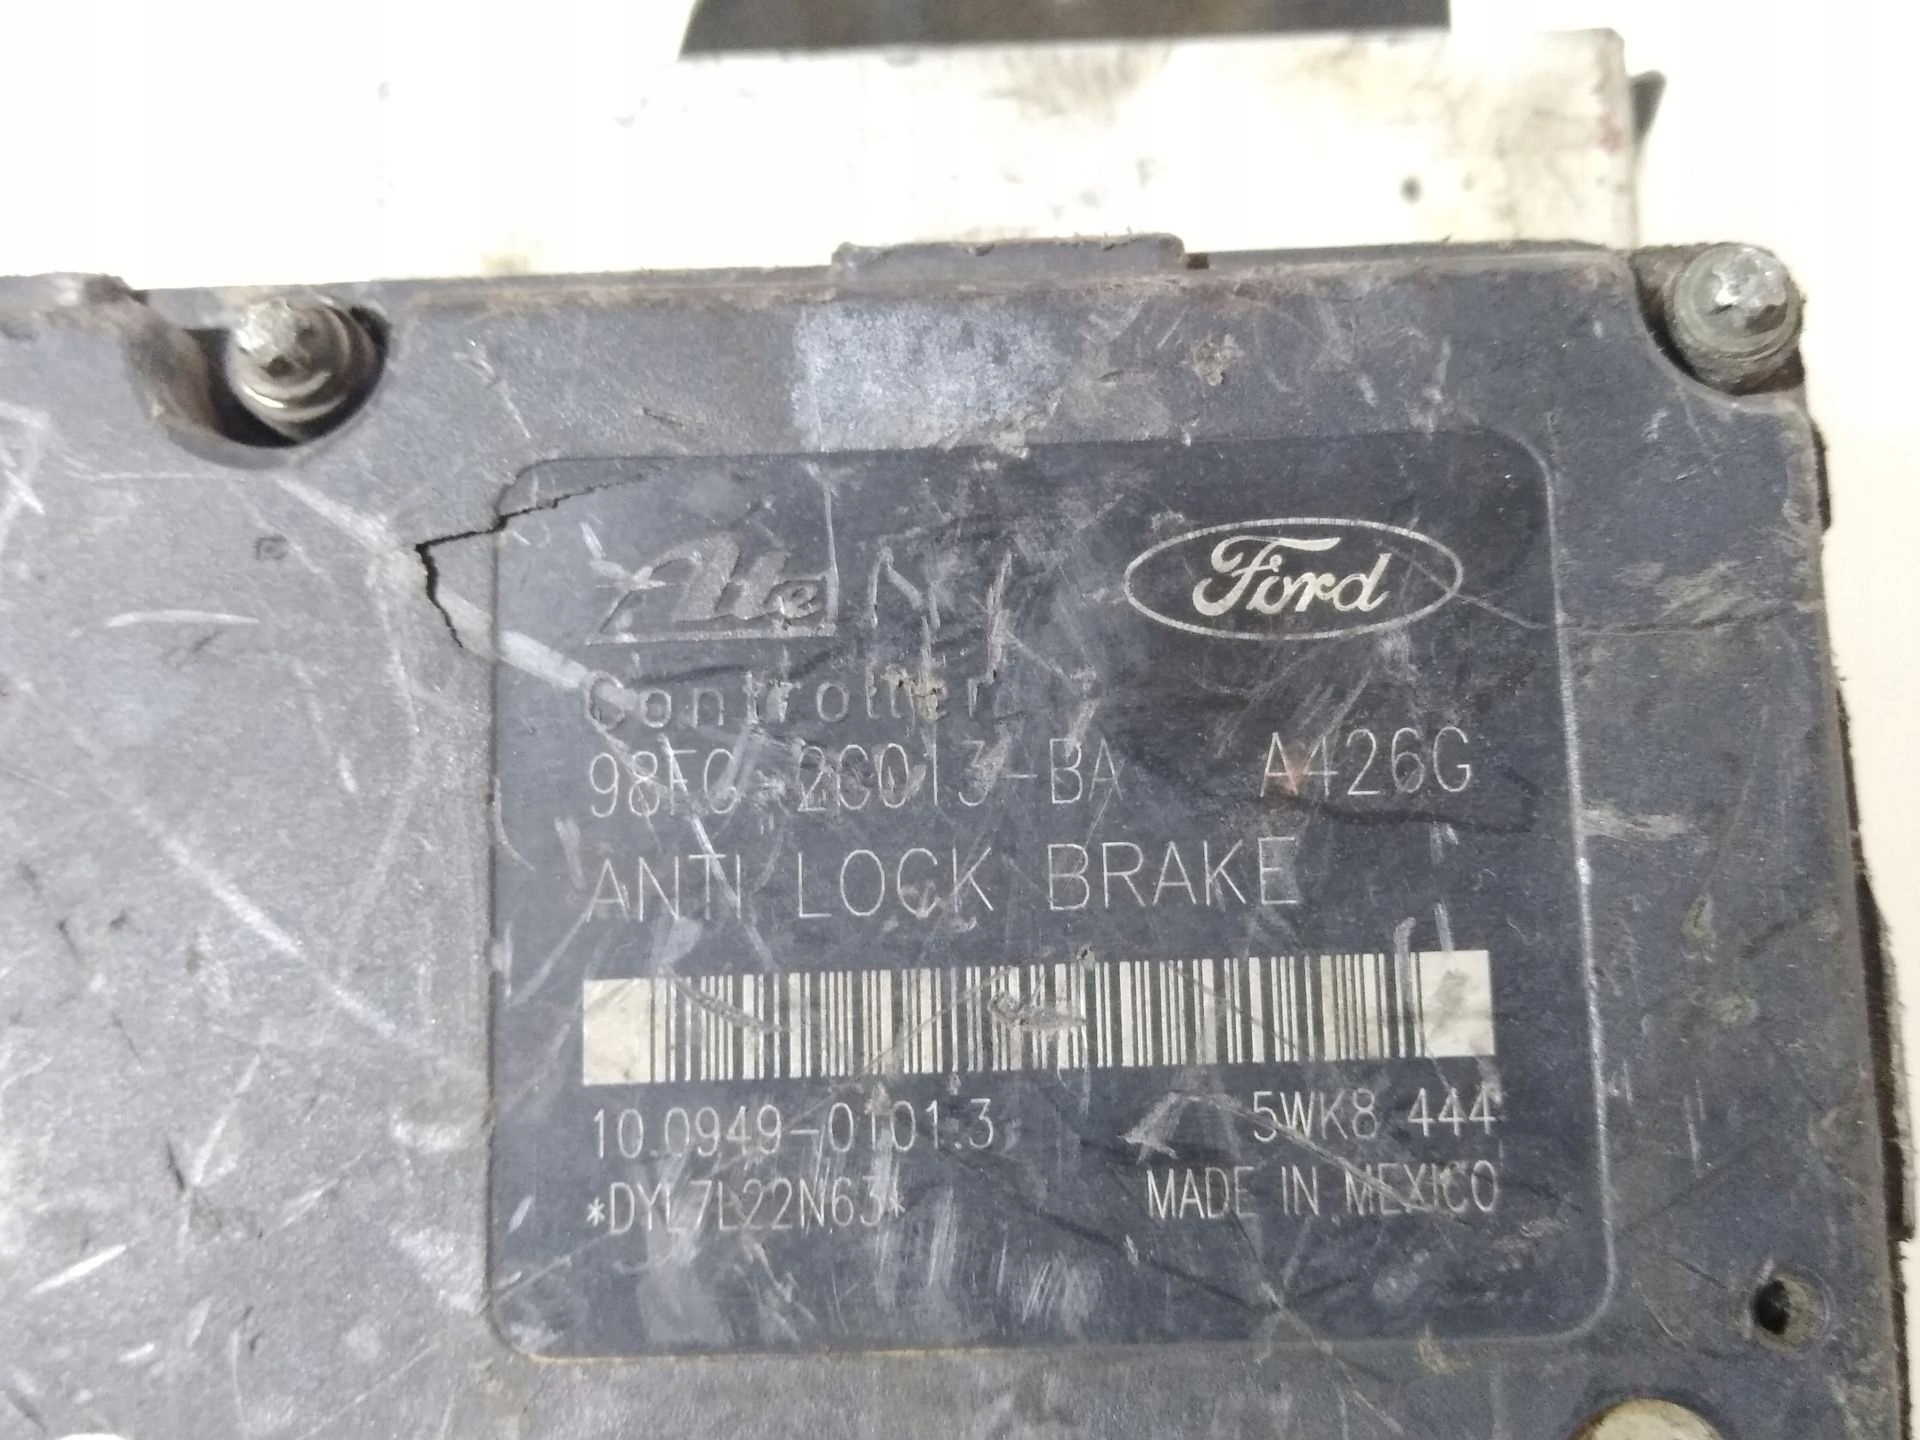 Ate
Ford
Controller
98FG-2C013-BA A426G
ANTI LOCK BRAKE
10.0949-0101.3 5WK8 444
*DYL7L22N63* MADE IN MEXICO